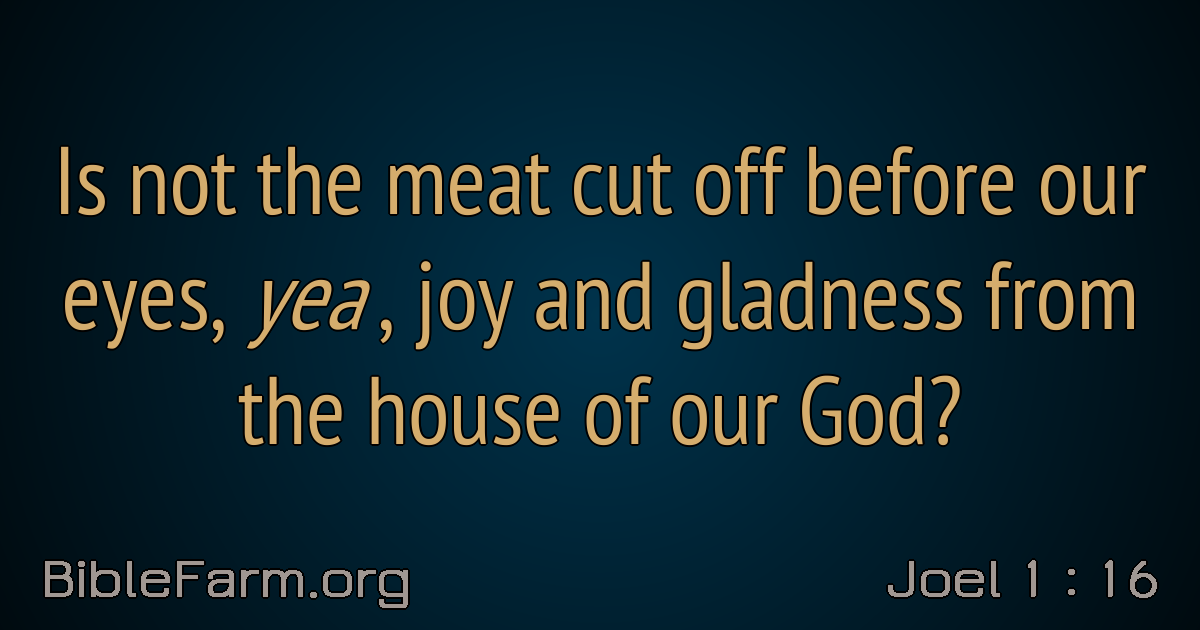 Is not the meat cut off before our
eyes, yea, joy and gladness from
the house of our God?
BibleFarm.org
Joel 1 : 16